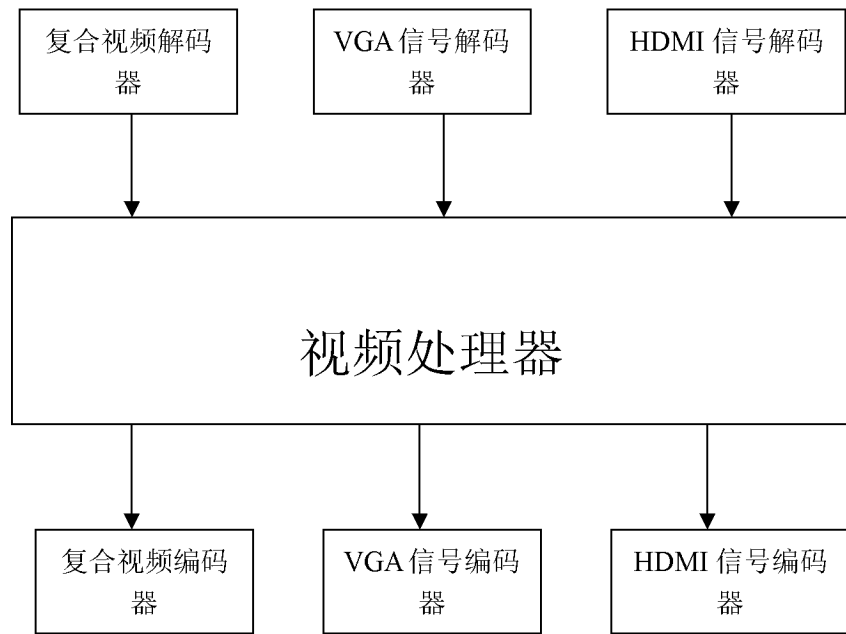 复合视频解码
器
VGA 信号解码
器
HDMI 信号解码
器
视频处理器
复合视频编码
器
VGA 信号编码
器
HDMI 信号编码
器